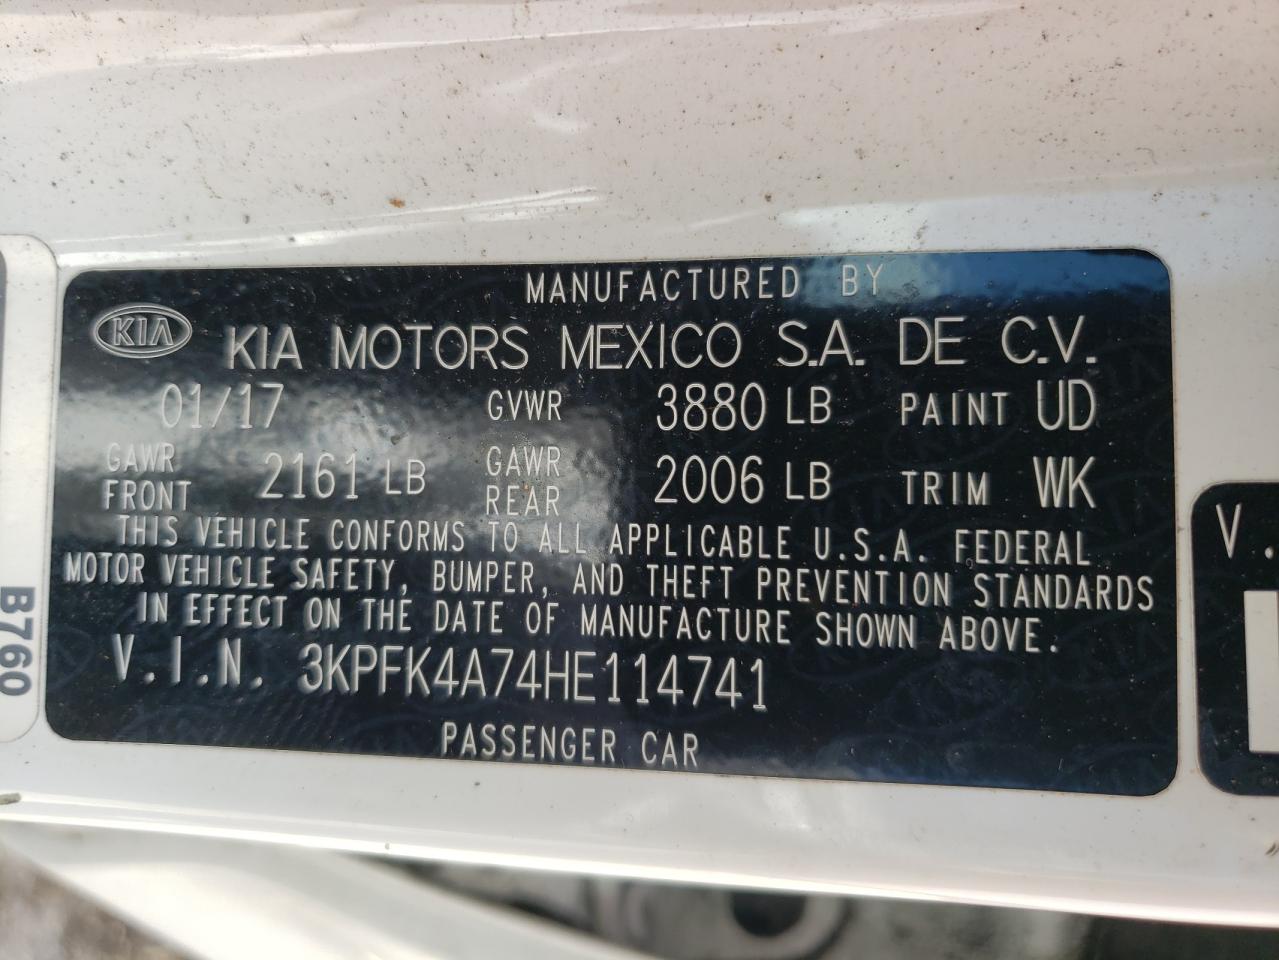 MANUFACTURED BY
KIA KIA MOTORS MEXICO S.A. DE C.V.
01/17 GVWR 3880 LB PAINT UD
GAWR FRONT 2161 LB GAWR REAR 2006 LB TRIM WK
THIS VEHICLE CONFORMS TO ALL APPLICABLE U.S.A. FEDERAL
MOTOR VEHICLE SAFETY, BUMPER, AND THEFT PREVENTION STANDARDS
IN EFFECT ON THE DATE OF MANUFACTURE SHOWN ABOVE.
V.I.N. 3KPFK4A74HE114741
PASSENGER CAR
B760
V.